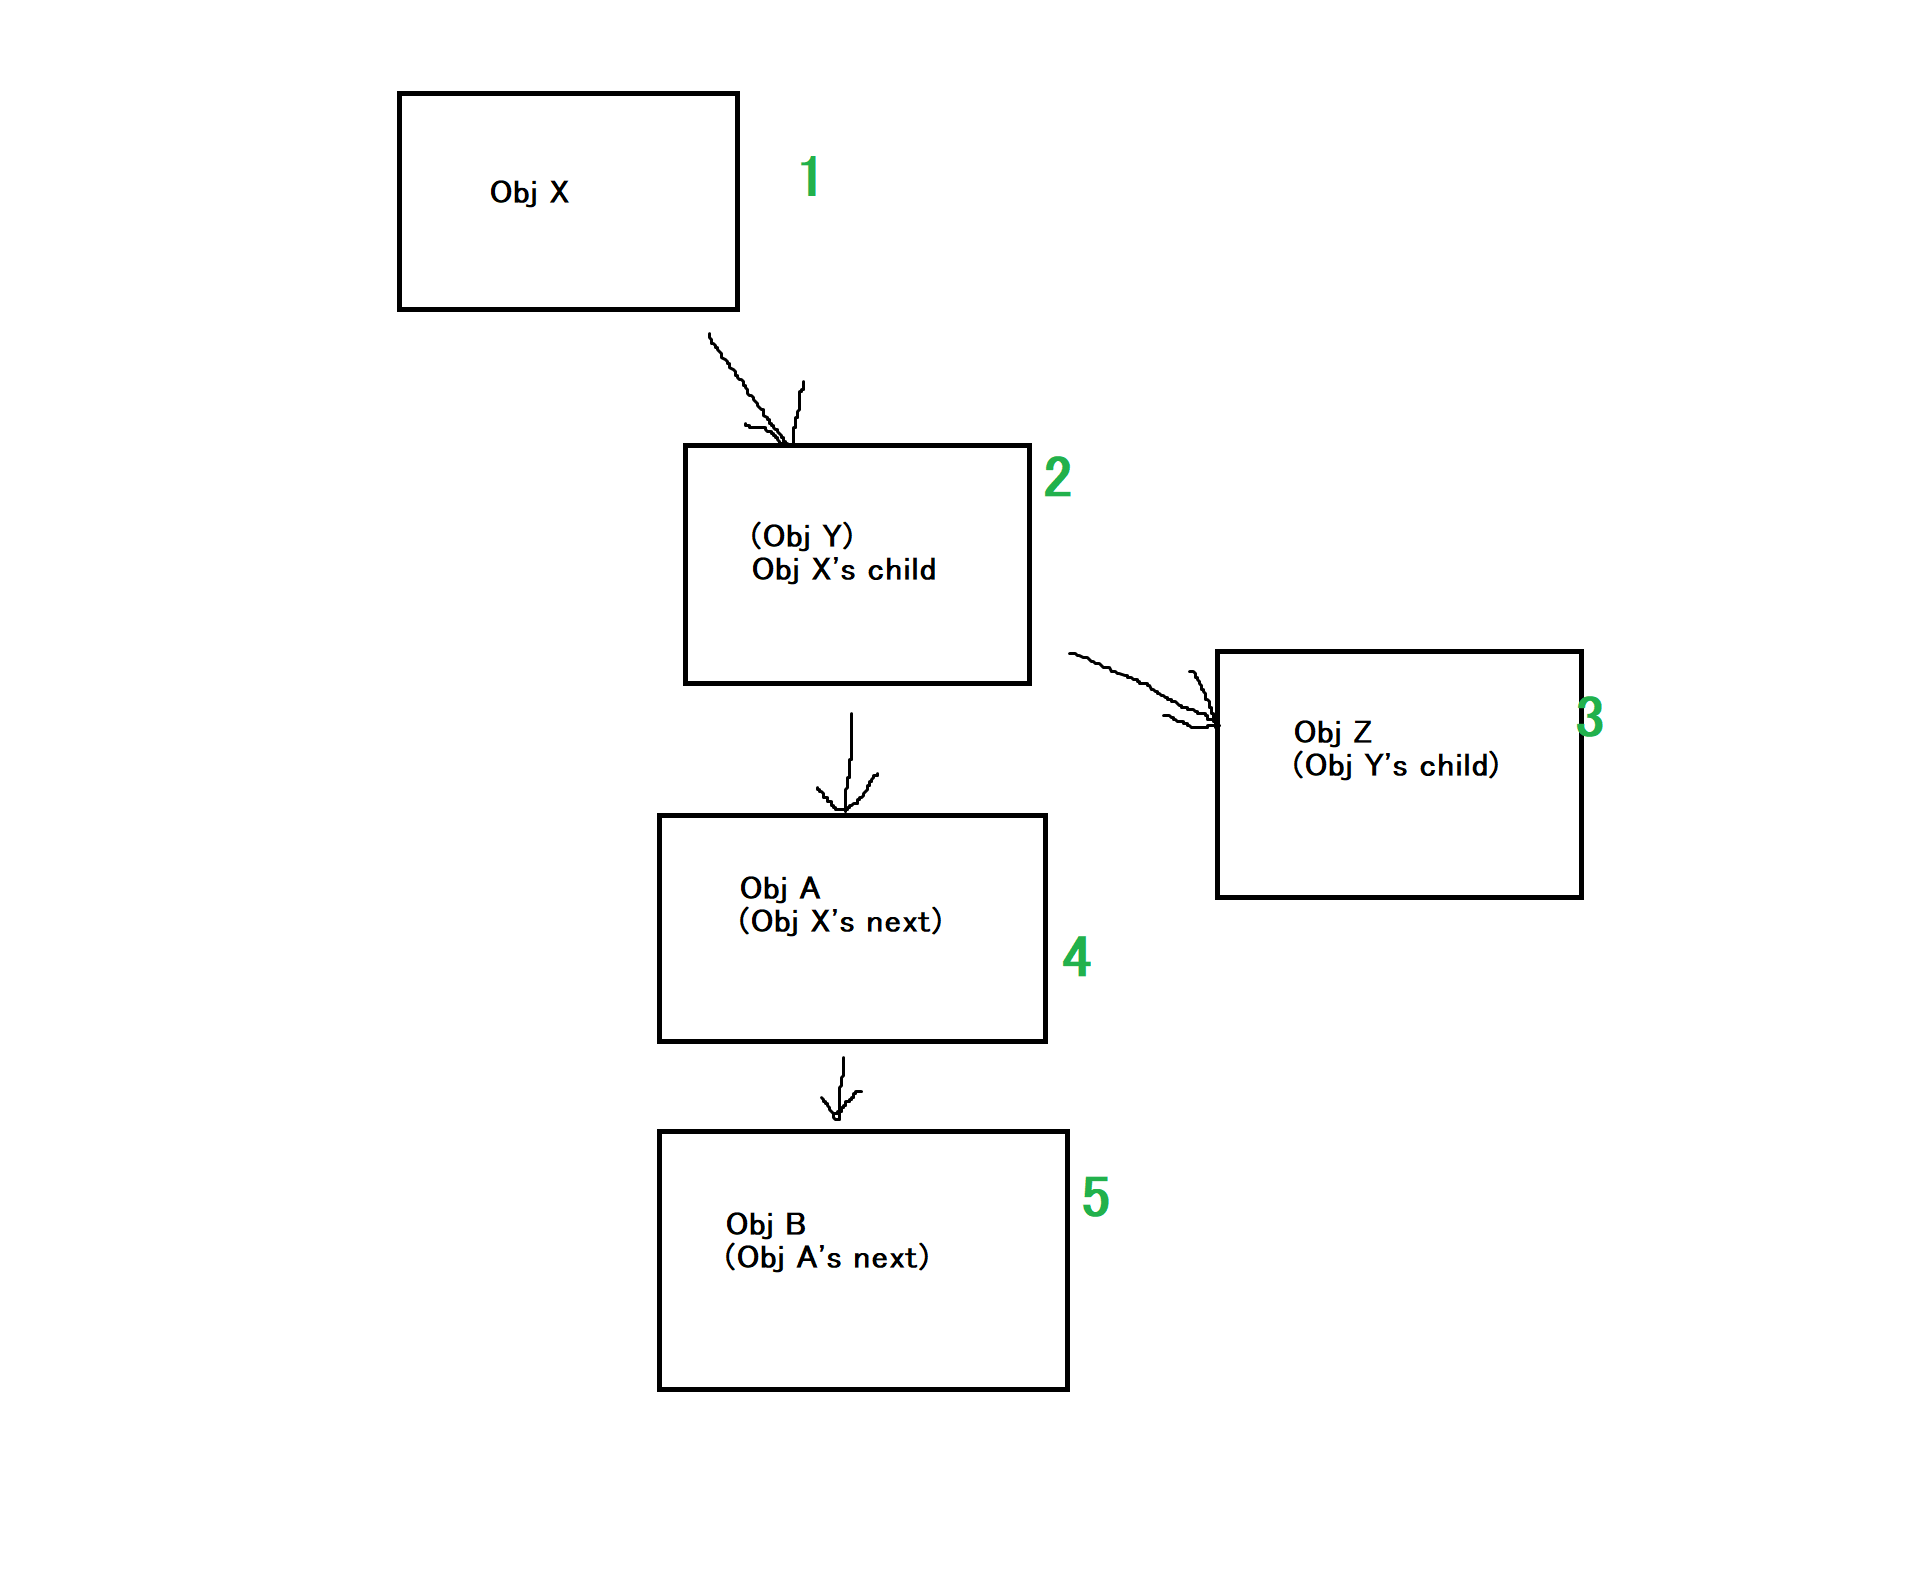 Obj X
1
(Obj Y)
Obj X's child
2
Obj Z
(Obj Y's child)
3
Obj A
(Obj X's next)
4
Obj B
(Obj A's next)
5